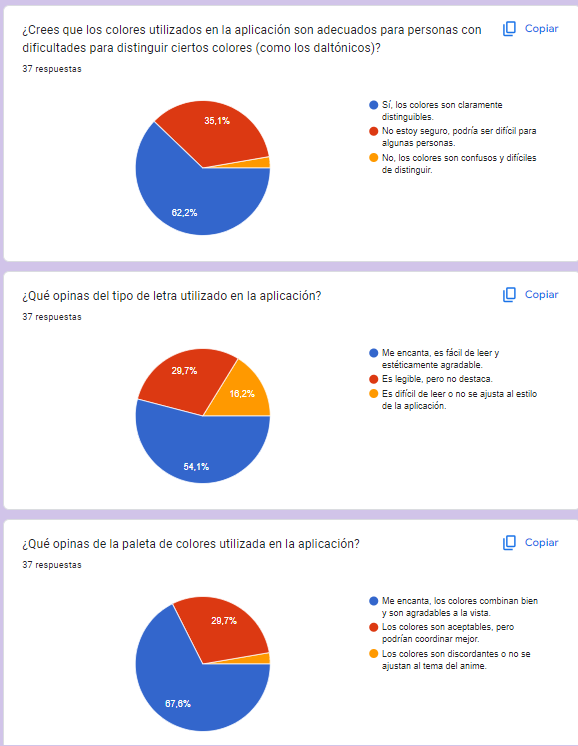 ¿Crees que los colores utilizados en la aplicación son adecuados para personas con
dificultades para distinguir ciertos colores (como los daltónicos)?
Copiar
37 respuestas
35,1%
62,2%
Sí, los colores son claramente
distinguibles.
No estoy seguro, podría ser difícil para
algunas personas.
No, los colores son confusos y difíciles
de distinguir.
¿Qué opinas del tipo de letra utilizado en la aplicación?
Copiar
37 respuestas
29,7%
16,2%
54,1%
Me encanta, es fácil de leer y
estéticamente agradable.
Es legible, pero no destaca.
Es difícil de leer o no se ajusta al estilo
de la aplicación.
¿Qué opinas de la paleta de colores utilizada en la aplicación?
Copiar
37 respuestas
29,7%
67,6%
Me encanta, los colores combinan bien
y son agradables a la vista.
Los colores son aceptables, pero
podrían coordinar mejor.
Los colores son discordantes o no se
ajustan al tema del anime.